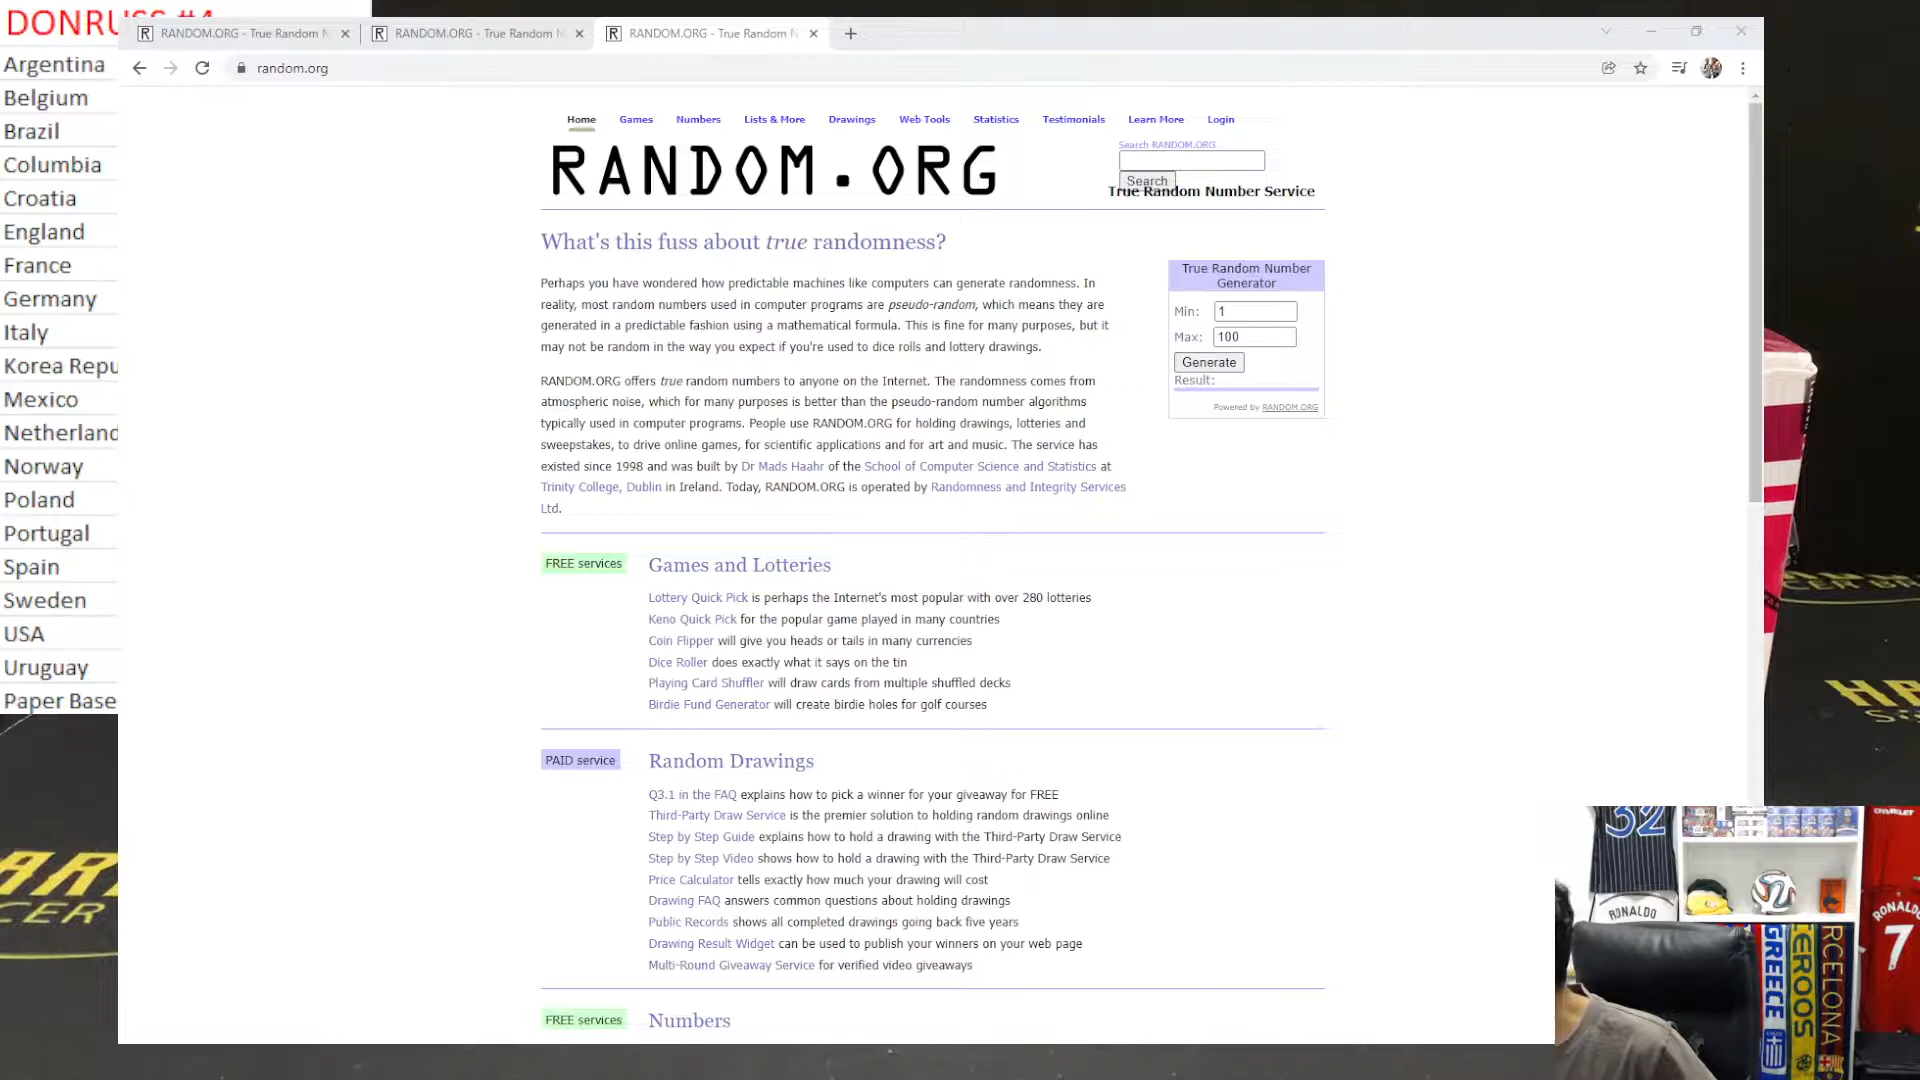 DONRUSS #4
Argentina
Belgium
Brazil
Columbia
Croatia
England
France
Germany
Italy
Korea Repu
Mexico
Netherland
Norway
Poland
Portugal
Spain
Sweden
USA
Uruguay
Paper Base
RANDOM.ORG - True Random N
RANDOM.ORG - True Random N
RANDOM.ORG - True Random N
random.org
Home Games Numbers Lists & More Drawings Web Tools Statistics Testimonials Learn More Login
RANDOM.ORG
Search RANDOM.ORG
Search
True Random Number Service
What's this fuss about true randomness?
Perhaps you have wondered how predictable machines like computers can generate randomness. In
reality, most random numbers used in computer programs are pseudo-random, which means they are
generated in a predictable fashion using a mathematical formula. This is fine for many purposes, but it
may not be random in the way you expect if you're used to dice rolls and lottery drawings.
RANDOM.ORG offers true random numbers to anyone on the Internet. The randomness comes from
atmospheric noise, which for many purposes is better than the pseudo-random number algorithms
typically used in computer programs. People use RANDOM.ORG for holding drawings, lotteries and
sweepstakes, to drive online games, for scientific applications and for art and music. The service has
existed since 1998 and was built by Dr Mads Haahr of the School of Computer Science and Statistics at
Trinity College, Dublin in Ireland. Today, RANDOM.ORG is operated by Randomness and Integrity Services
Ltd.
True Random Number
Generator
Min: 1
Max: 100
Generate
Result:
Powered by RANDOM.ORG
FREE services
Games and Lotteries
Lottery Quick Pick is perhaps the Internet's most popular with over 280 lotteries
Keno Quick Pick for the popular game played in many countries
Coin Flipper will give you heads or tails in many currencies
Dice Roller does exactly what it says on the tin
Playing Card Shuffler will draw cards from multiple shuffled decks
Birdie Fund Generator will create birdie holes for golf courses
PAID service
Random Drawings
Q3.1 in the FAQ explains how to pick a winner for your giveaway for FREE
Third-Party Draw Service is the premier solution to holding random drawings online
Step by Step Guide explains how to hold a drawing with the Third-Party Draw Service
Step by Step Video shows how to hold a drawing with the Third-Party Draw Service
Price Calculator tells exactly how much your drawing will cost
Drawing FAQ answers common questions about holding drawings
Public Records shows all completed drawings going back five years
Drawing Result Widget can be used to publish your winners on your web page
Multi-Round Giveaway Service for verified video giveaways
FREE services
Numbers
32
RONALDO
GREECE
CEROOS
RCELONA
CHEVROLET
RONALDO
7